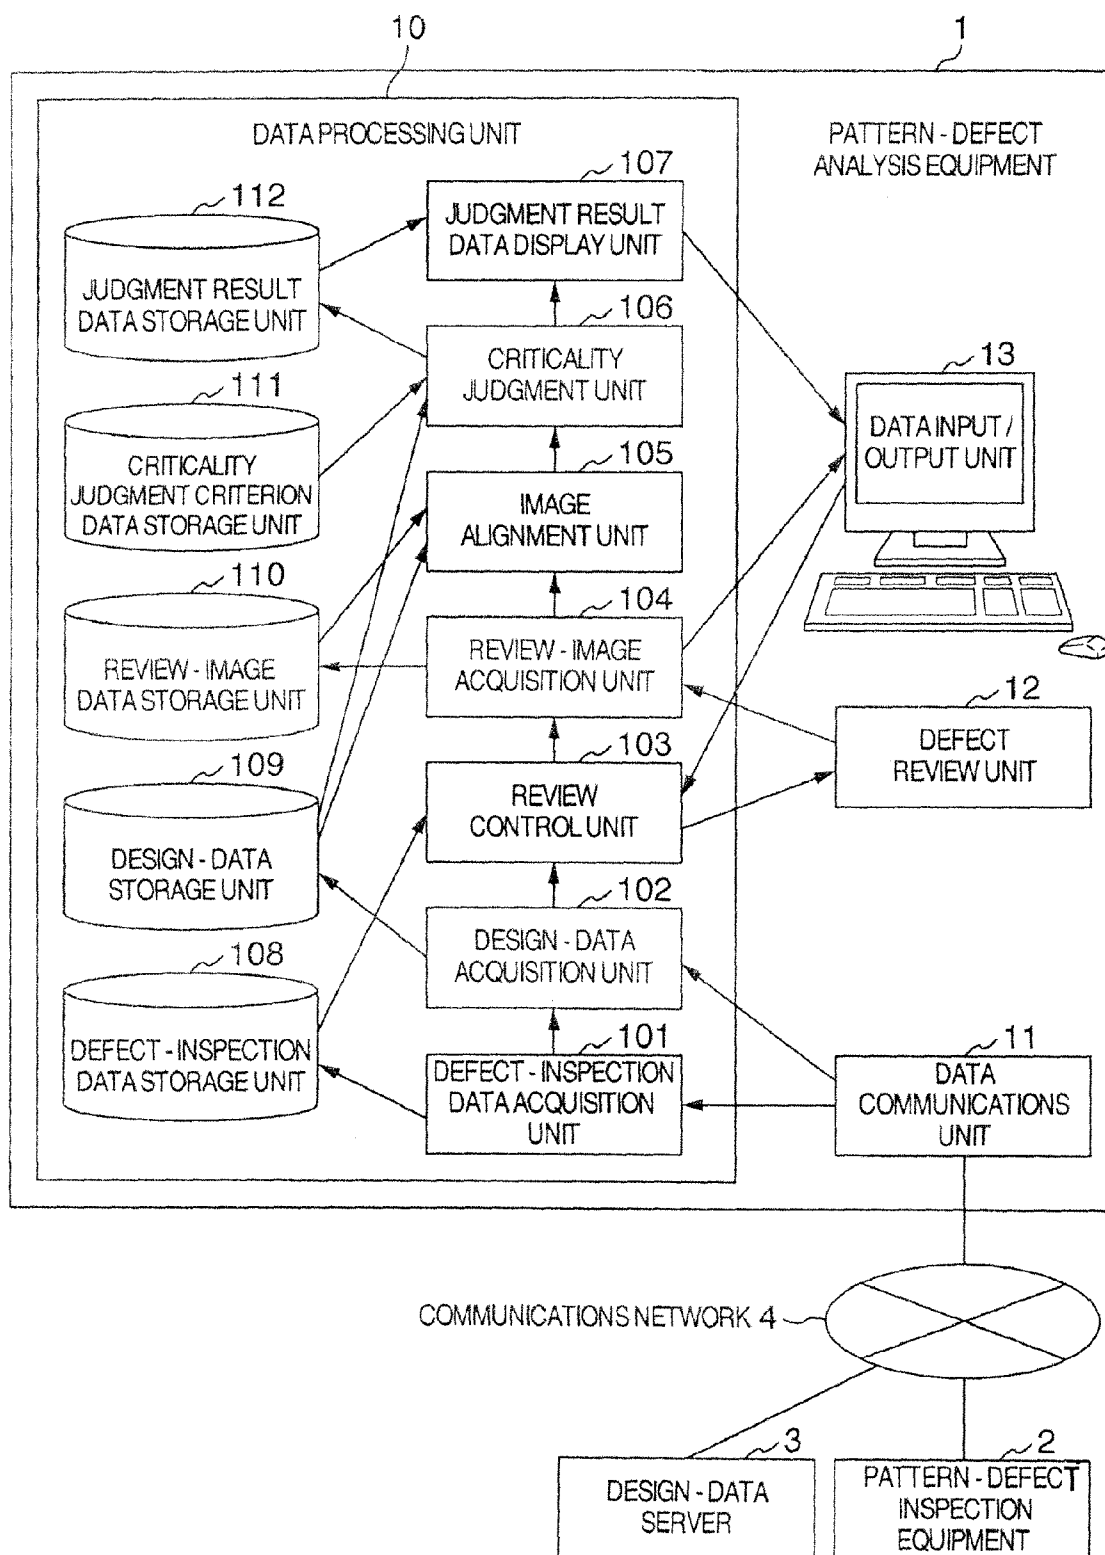 10
1
DATA PROCESSING UNIT
PATTERN - DEFECT
ANALYSIS EQUIPMENT
107
JUDGMENT RESULT
DATA DISPLAY UNIT
112
JUDGMENT RESULT
DATA STORAGE UNIT
106
CRITICALITY
JUDGMENT UNIT
13
DATA INPUT /
OUTPUT UNIT
111
CRITICALITY
JUDGMENT CRITERION
DATA STORAGE UNIT
105
IMAGE
ALIGNMENT UNIT
110
REVIEW - IMAGE
DATA STORAGE UNIT
104
REVIEW - IMAGE
ACQUISITION UNIT
12
DEFECT
REVIEW UNIT
109
DESIGN - DATA
STORAGE UNIT
103
REVIEW
CONTROL UNIT
102
DESIGN - DATA
ACQUISITION UNIT
108
DEFECT - INSPECTION
DATA STORAGE UNIT
101
DEFECT - INSPECTION
DATA ACQUISITION
UNIT
11
DATA
COMMUNICATIONS
UNIT
COMMUNICATIONS NETWORK 4
3
DESIGN - DATA
SERVER
2
PATTERN - DEFECT
INSPECTION
EQUIPMENT